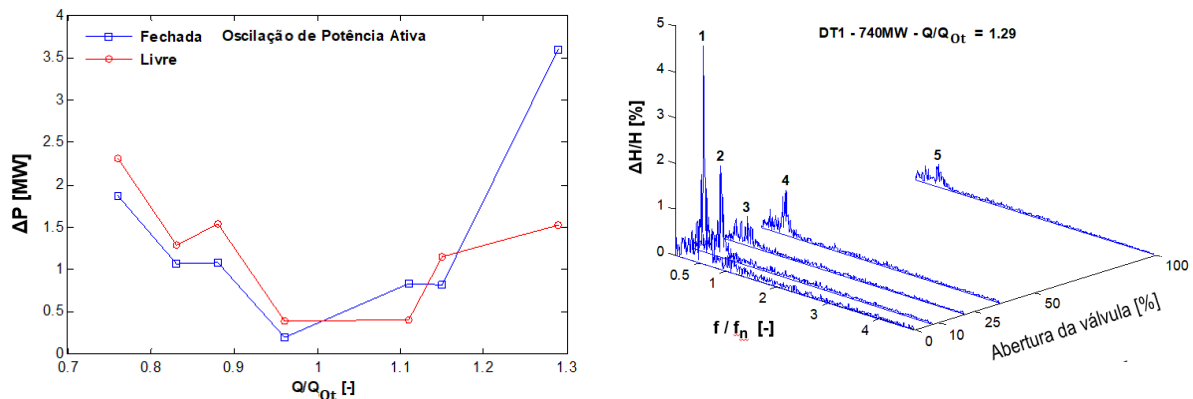 4
3.5
3
2.5
2
1.5
1
0.5
0
ΔP [MW]
Fechada Oscilação de Potência Ativa
Livre
0.7 0.8 0.9 1 1.1 1.2 1.3
Q/Q0t [-]
5
4
3
2
1
0
ΔH/H [%]
DT1 - 740MW - Q/Q0t = 1.29
1
2
3
4
5
0.5 1 2 3 4
f / fn [-]
0 10 25 50 100
Abertura da válvula [%]